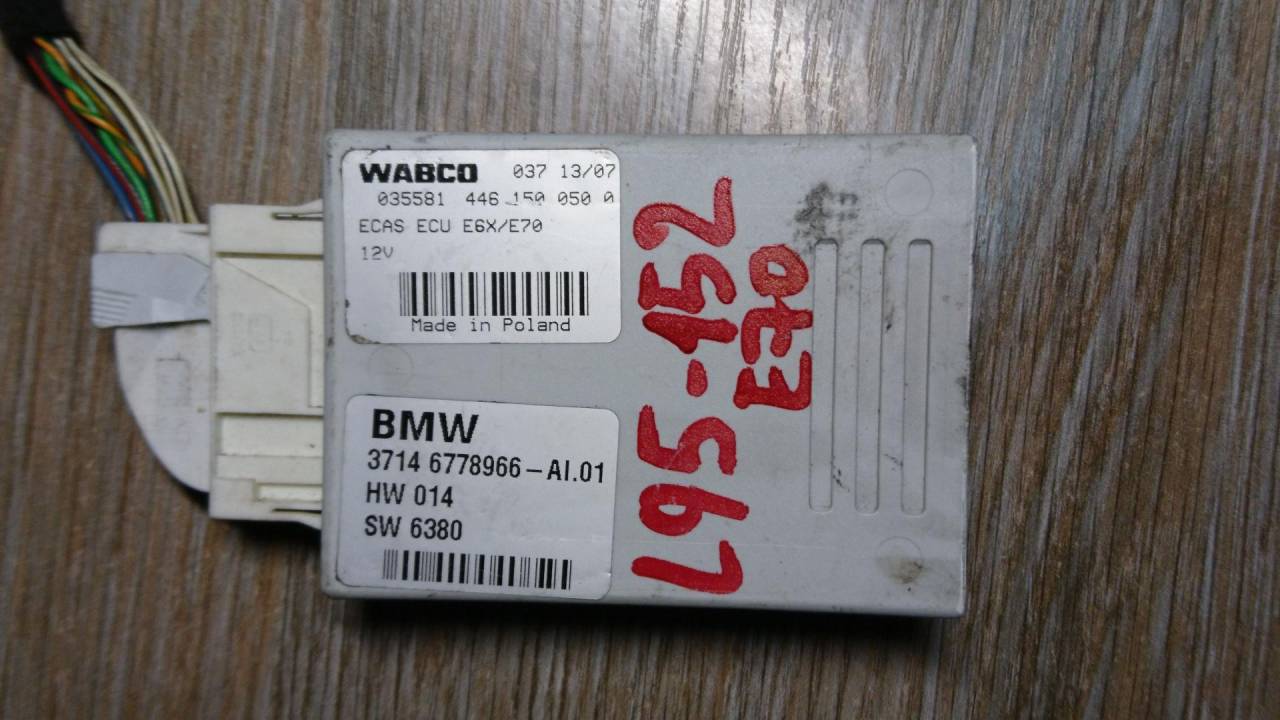 WABCO 037 13/07
035581 446 150 050 0
ECAS ECU E6X/E70
12V
Made in Poland
BMW
3714 6778966-AI.01
HW 014
SW 6380
L95-152
E70